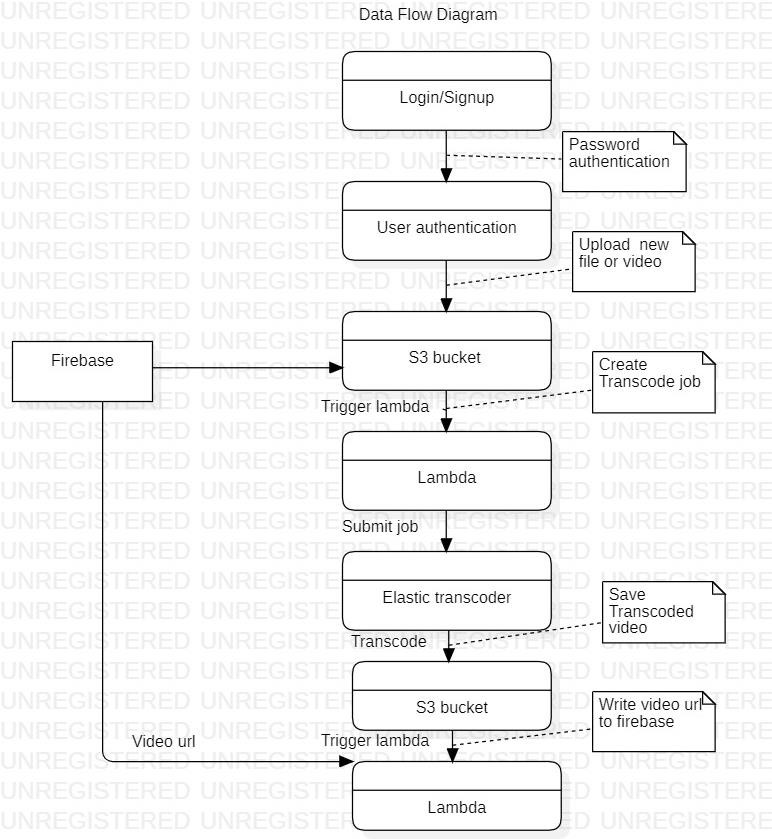 Data Flow Diagram
Login/Signup
Password
authentication
User authentication
Upload  new
file or video
Firebase
S3 bucket
Create
Transcode job
Trigger lambda
Lambda
Submit job
Elastic transcoder
Save
Transcoded
video
Transcode
S3 bucket
Write video url
to firebase
Trigger lambda
Video url
Lambda
UNREGISTERED